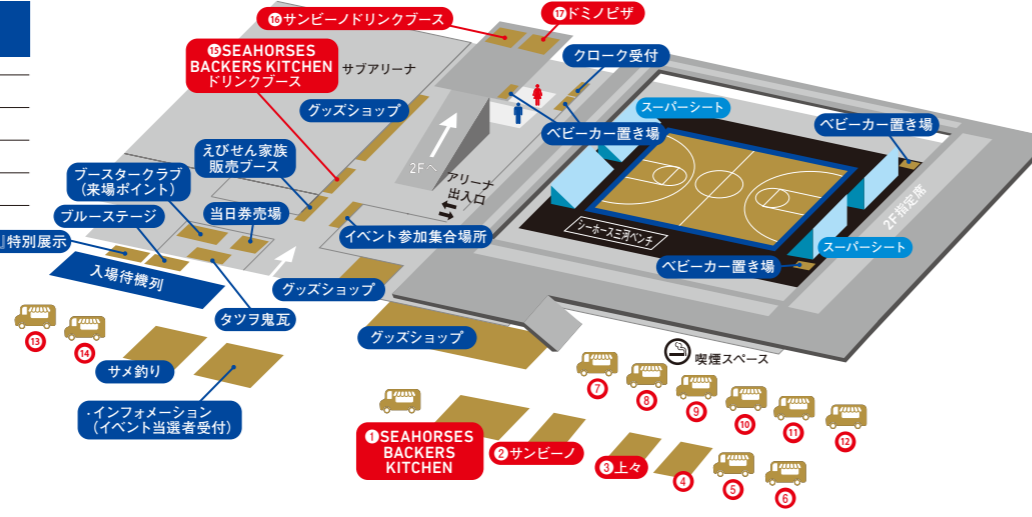 ⑯サンビーノドリンクブース
⑰ドミノピザ
⑮SEAHORSES
BACKERS KITCHEN
ドリンクブース
サブアリーナ
クローク受付
グッズショップ
スーパーシート
ベビーカー置き場
ベビーカー置き場
えびせん家族
販売ブース
2Fへ
ブースタークラブ
（来場ポイント）
アリーナ
出入口
2F指定席
ブルーステージ
当日券売場
イベント参加集合場所
シーホース三河ベンチ
』特別展示
スーパーシート
ベビーカー置き場
入場待機列
グッズショップ
タツヲ鬼瓦
グッズショップ
⑬
⑭
サメ釣り
喫煙スペース
・インフォメーション
（イベント当選者受付）
⑦
⑧
⑨
⑩
⑪
⑫
①SEAHORSES
BACKERS
KITCHEN
②サンビーノ
③上々
④
⑤
⑥